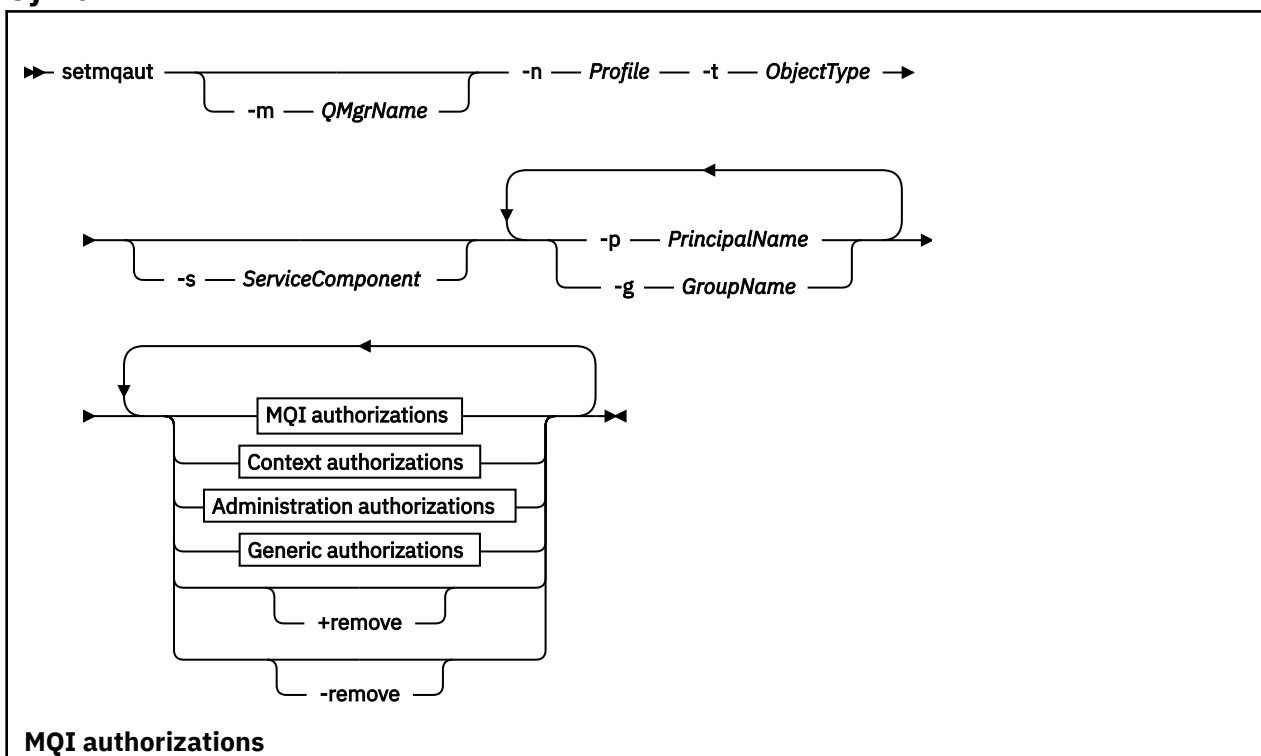 setmqaut -n Profile -t ObjectType
-m QMgrName
-p PrincipalName
-s ServiceComponent
-g GroupName
MQI authorizations
Context authorizations
Administration authorizations
Generic authorizations
+remove
-remove
MQI authorizations